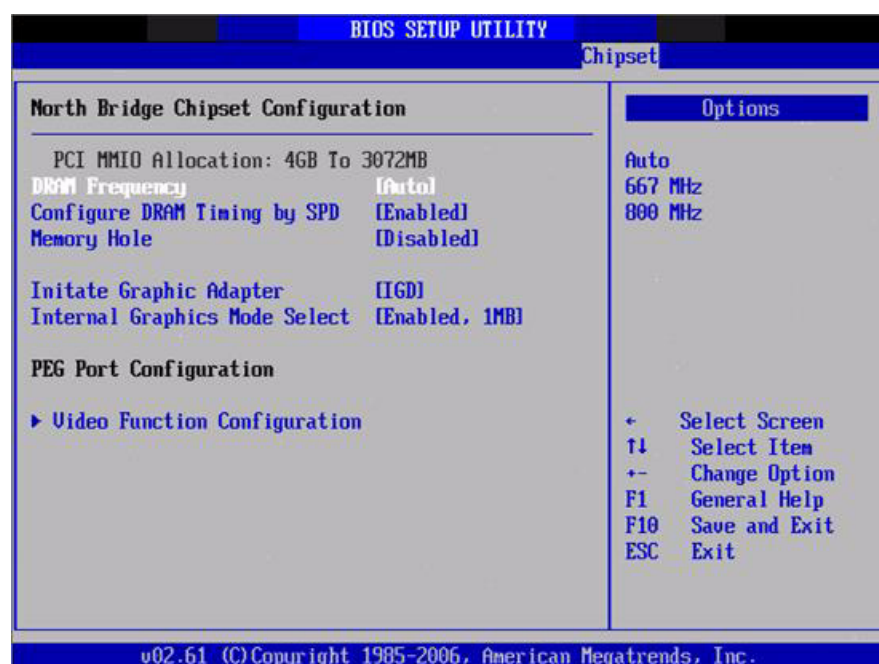 BIOS SETUP UTILITY
Chipset
North Bridge Chipset Configuration
PCI MMIO Allocation: 4GB To 3072MB
DRAM Frequency [Auto]
Configure DRAM Timing by SPD [Enabled]
Memory Hole [Disabled]
Initate Graphic Adapter [IGD]
Internal Graphics Mode Select [Enabled, 1MB]
PEG Port Configuration
▶ Video Function Configuration
Options
Auto
667 MHz
800 MHz
← Select Screen
↑↓ Select Item
+- Change Option
F1 General Help
F10 Save and Exit
ESC Exit
v02.61 (C)Copyright 1985-2006, American Megatrends, Inc.